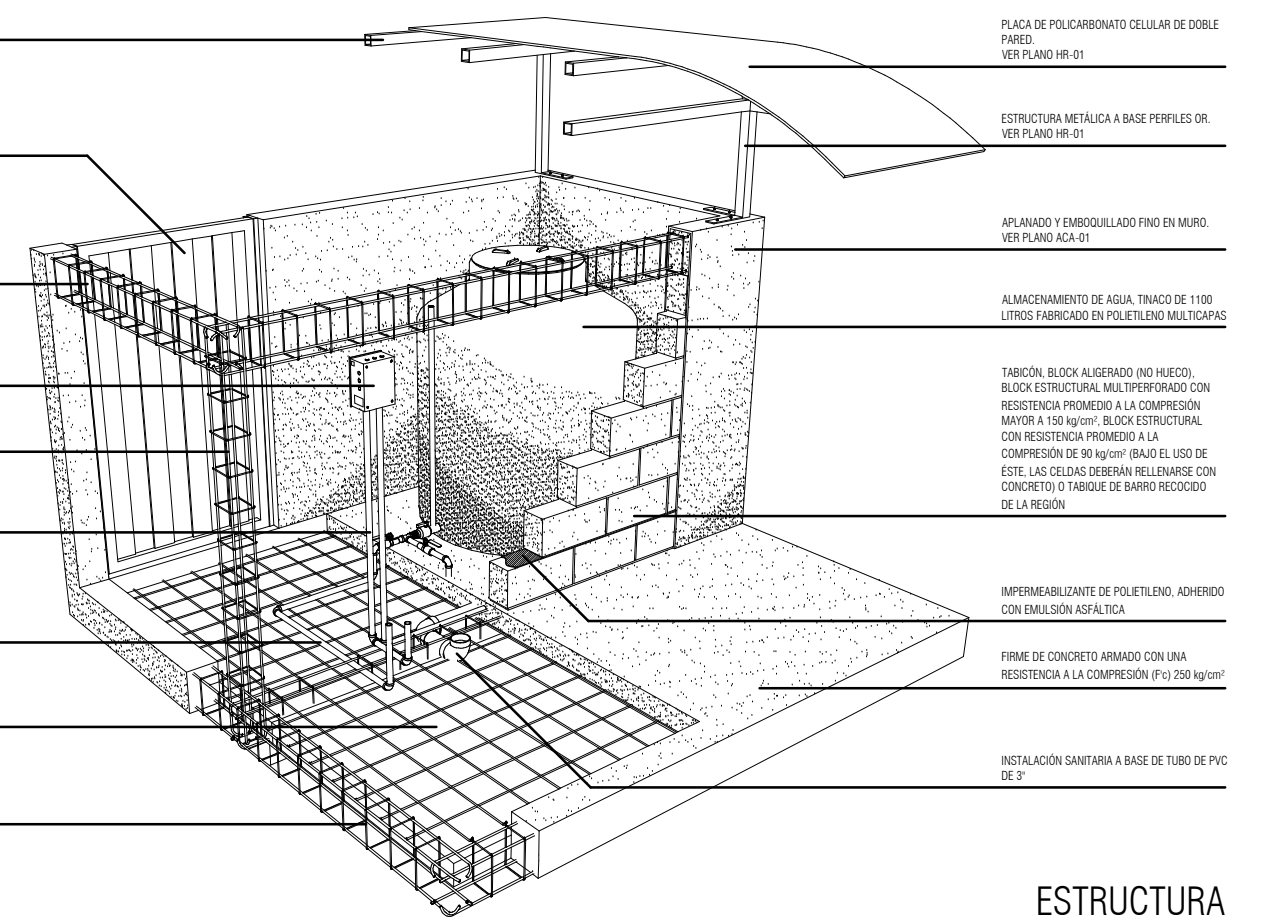 PLACA DE POLICARBONATO CELULAR DE DOBLE
PARED.
VER PLANO HR-01
ESTRUCTURA METÁLICA A BASE PERFILES OR.
VER PLANO HR-01
APLANADO Y EMBOQUILLADO FINO EN MURO.
VER PLANO ACA-01
ALMACENAMIENTO DE AGUA, TINACO DE 1100
LITROS FABRICADO EN POLIETILENO MULTICAPAS
TABICÓN, BLOCK ALIGERADO (NO HUECO),
BLOCK ESTRUCTURAL MULTIPERFORADO CON
RESISTENCIA PROMEDIO A LA COMPRESIÓN
MAYOR A 150 kg/cm², BLOCK ESTRUCTURAL
CON RESISTENCIA PROMEDIO A LA
COMPRESIÓN DE 90 kg/cm² (BAJO EL USO DE
ÉSTE, LAS CELDAS DEBERÁN RELLENARSE CON
CONCRETO) O TABIQUE DE BARRO RECOCIDO
DE LA REGIÓN
IMPERMEABILIZANTE DE POLIETILENO, ADHERIDO
CON EMULSIÓN ASFÁLTICA
FIRME DE CONCRETO ARMADO CON UNA
RESISTENCIA A LA COMPRESIÓN (F'c) 250 kg/cm²
INSTALACIÓN SANITARIA A BASE DE TUBO DE PVC
DE 3"
ESTRUCTURA